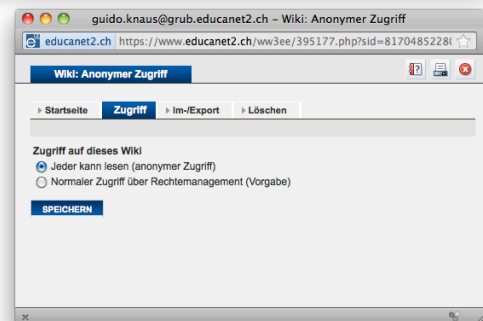 guido.knaus@grub.educanet2.ch – Wiki: Anonymer Zugriff
educanet2.ch https://www.educanet2.ch/ww3ee/395177.php?sid=8170485228
Wiki: Anonymer Zugriff
Startseite Zugriff Im-/Export Löschen
Zugriff auf dieses Wiki
Jeder kann lesen (anonymer Zugriff)
Normaler Zugriff über Rechtemanagement (Vorgabe)
SPEICHERN